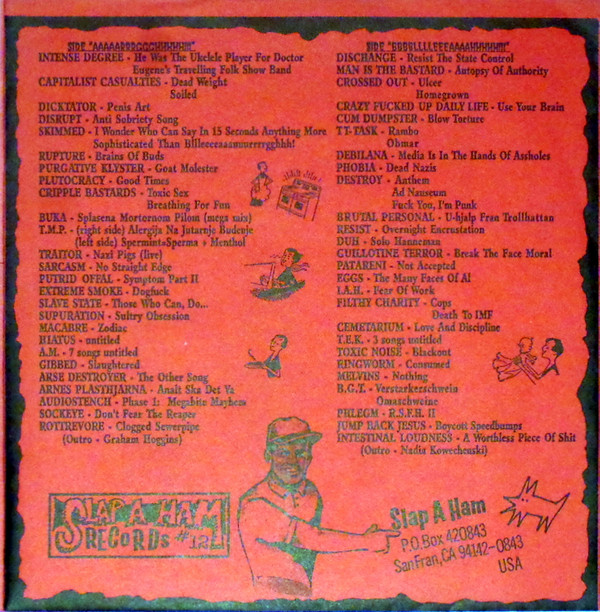 SIDE "AAAAARRRGGGHHHHH!!"
INTENSE DEGREE - He Was The Ukelele Player For Doctor
Eugene's Travelling Folk Show Band
CAPITALIST CASUALTIES - Dead Weight
Soiled
DICKTATOR - Penis Art
DISRUPT - Anti Sobriety Song
SKIMMED - I Wonder Who Can Say In 15 Seconds Anything More
Sophisticated Than
RUPTURE - Brains Of Buds
PURGATIVE KLYSTER - Goat Molester
PLUTOCRACY - Good Times
CRIPPLE BASTARDS - Toxic Sex
Breathing For Fun
BUKA - Splasena Mortornom Pilom (mega saix)
T.M.P. - (right side) Alergija Na Jutarnje Budenje
(left side) Spermint=Sperma + Menthol
TRAITOR - Naxi Pigs (live)
SARCASM - No Straight Edge
PUTRID OFFAL - Symptom Part II
EXTREME SMOKE - Dogfuck
SLAVE STATE - Those Who Can, Do...
SUPURATION - Sultry Obsession
MACABRE - Zodiac
HIATUS - untitled
A.M. - 7 songs untitled
GIBBED - Slaughtered
ARSE DESTROYER - The Other Song
ARNES PLASTHJARNA - Anait Ska Det Va
AUDIOSTENCH - Phase 1: Megabite Mayhem
SOCKEYE - Don't Fear The Reaper
ROTIREVORE - Clogged Sewerpipe
(Outro - Graham Hoggins)
SIDE
DISCHANGE - Resist The State Control
MAN IS THE BASTARD - Autopsy Of Authority
CROSSED OUT - Ulcer
Homegrown
CRAZY FUCKED UP DAILY LIFE - Use Your Brain
CUM DUMPSTER - Blow Torture
TT-TASK - Rambo
Obmar
DEBILANA - Media Is In The Hands Of Assholes
PHOBIA - Dead Nazis
DESTROY - Anthem
Ad Nauseum
Fuck You, I'm Punk
BRUTAL PERSONAL - U-hjalp Fran Trollhattan
RESIST - Overnight Encrustation
DUH - Solo Hanneman
GUILLOTINE TERROR - Break The Face Moral
PATARENI - Not Accepted
EGGS - The Many Faces Of Al
I.A.H. - Fear Of Work
FILTHY CHARITY - Cops
Death To IMF
CEMETARIUM - Love And Discipline
Y.E.K. - 3 songs untitled
TOXIC NOISE - Blackout
RINGWORM - Consumed
MELVINS - Nothing
B.G.T. - Verstarkerschwein
Omaschweine
PHLEGM - R.S.F.H. II
JUMP BACK JESUS - Boycott Speedbumps
INTESTINAL LOUDNESS - A Worthless Piece Of Shit
(Outro - Nadia Kowechenski)
SLAP A HAM
RECORDS #12
Slap A Ham
P.O.Box 420843
SanFran,CA 94142-0843
USA